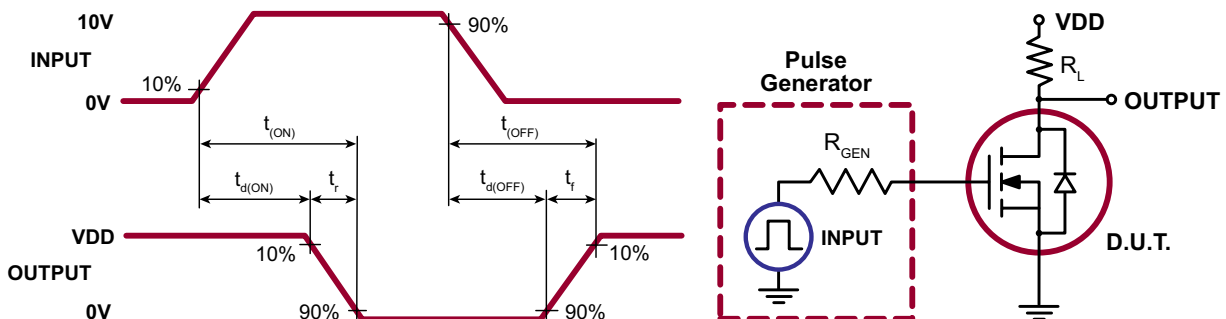 10V
INPUT
0V
10%
90%
t(ON)
t(OFF)
td(ON)
tr
td(OFF)
tf
VDD
OUTPUT
0V
10%
90%
10%
90%
Pulse
Generator
RGEN
INPUT
VDD
RL
OUTPUT
D.U.T.